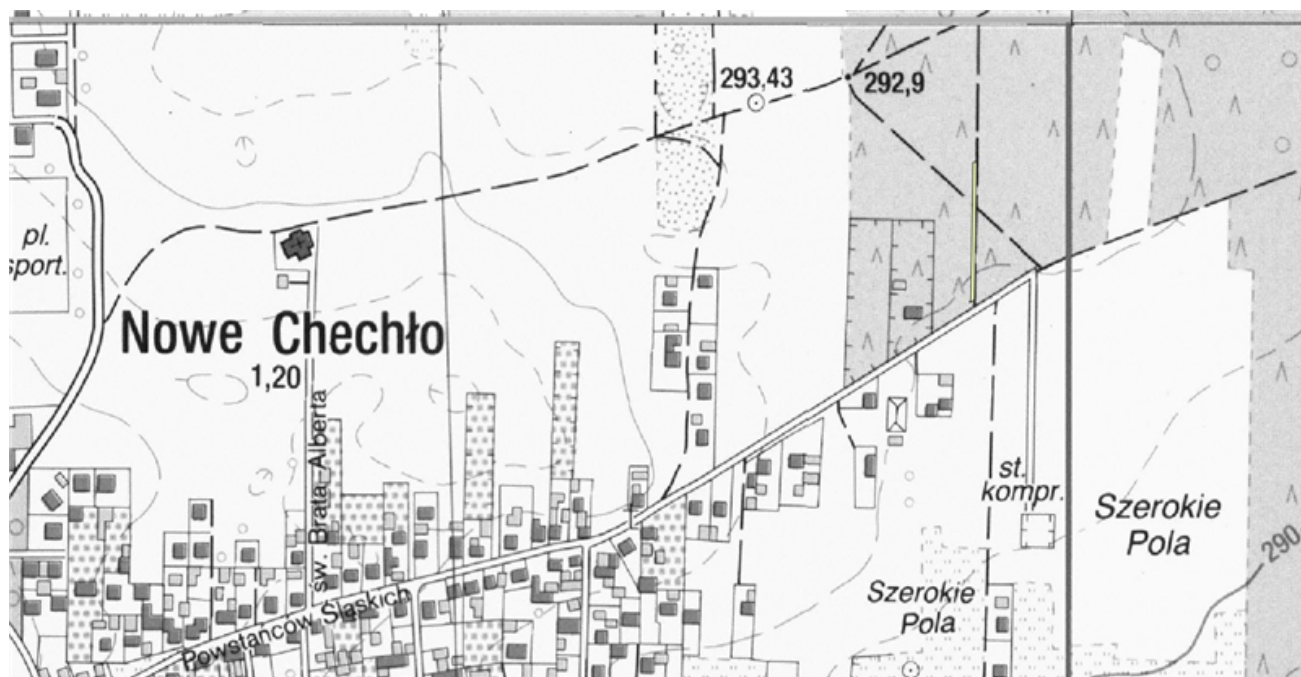 293,43
292,9
pl.
sport.
Nowe Chechło
1,20
św. Brata Alberta
st.
kompr.
Szerokie
Pola
290
Szerokie
Pola
Powstańców Śląskich